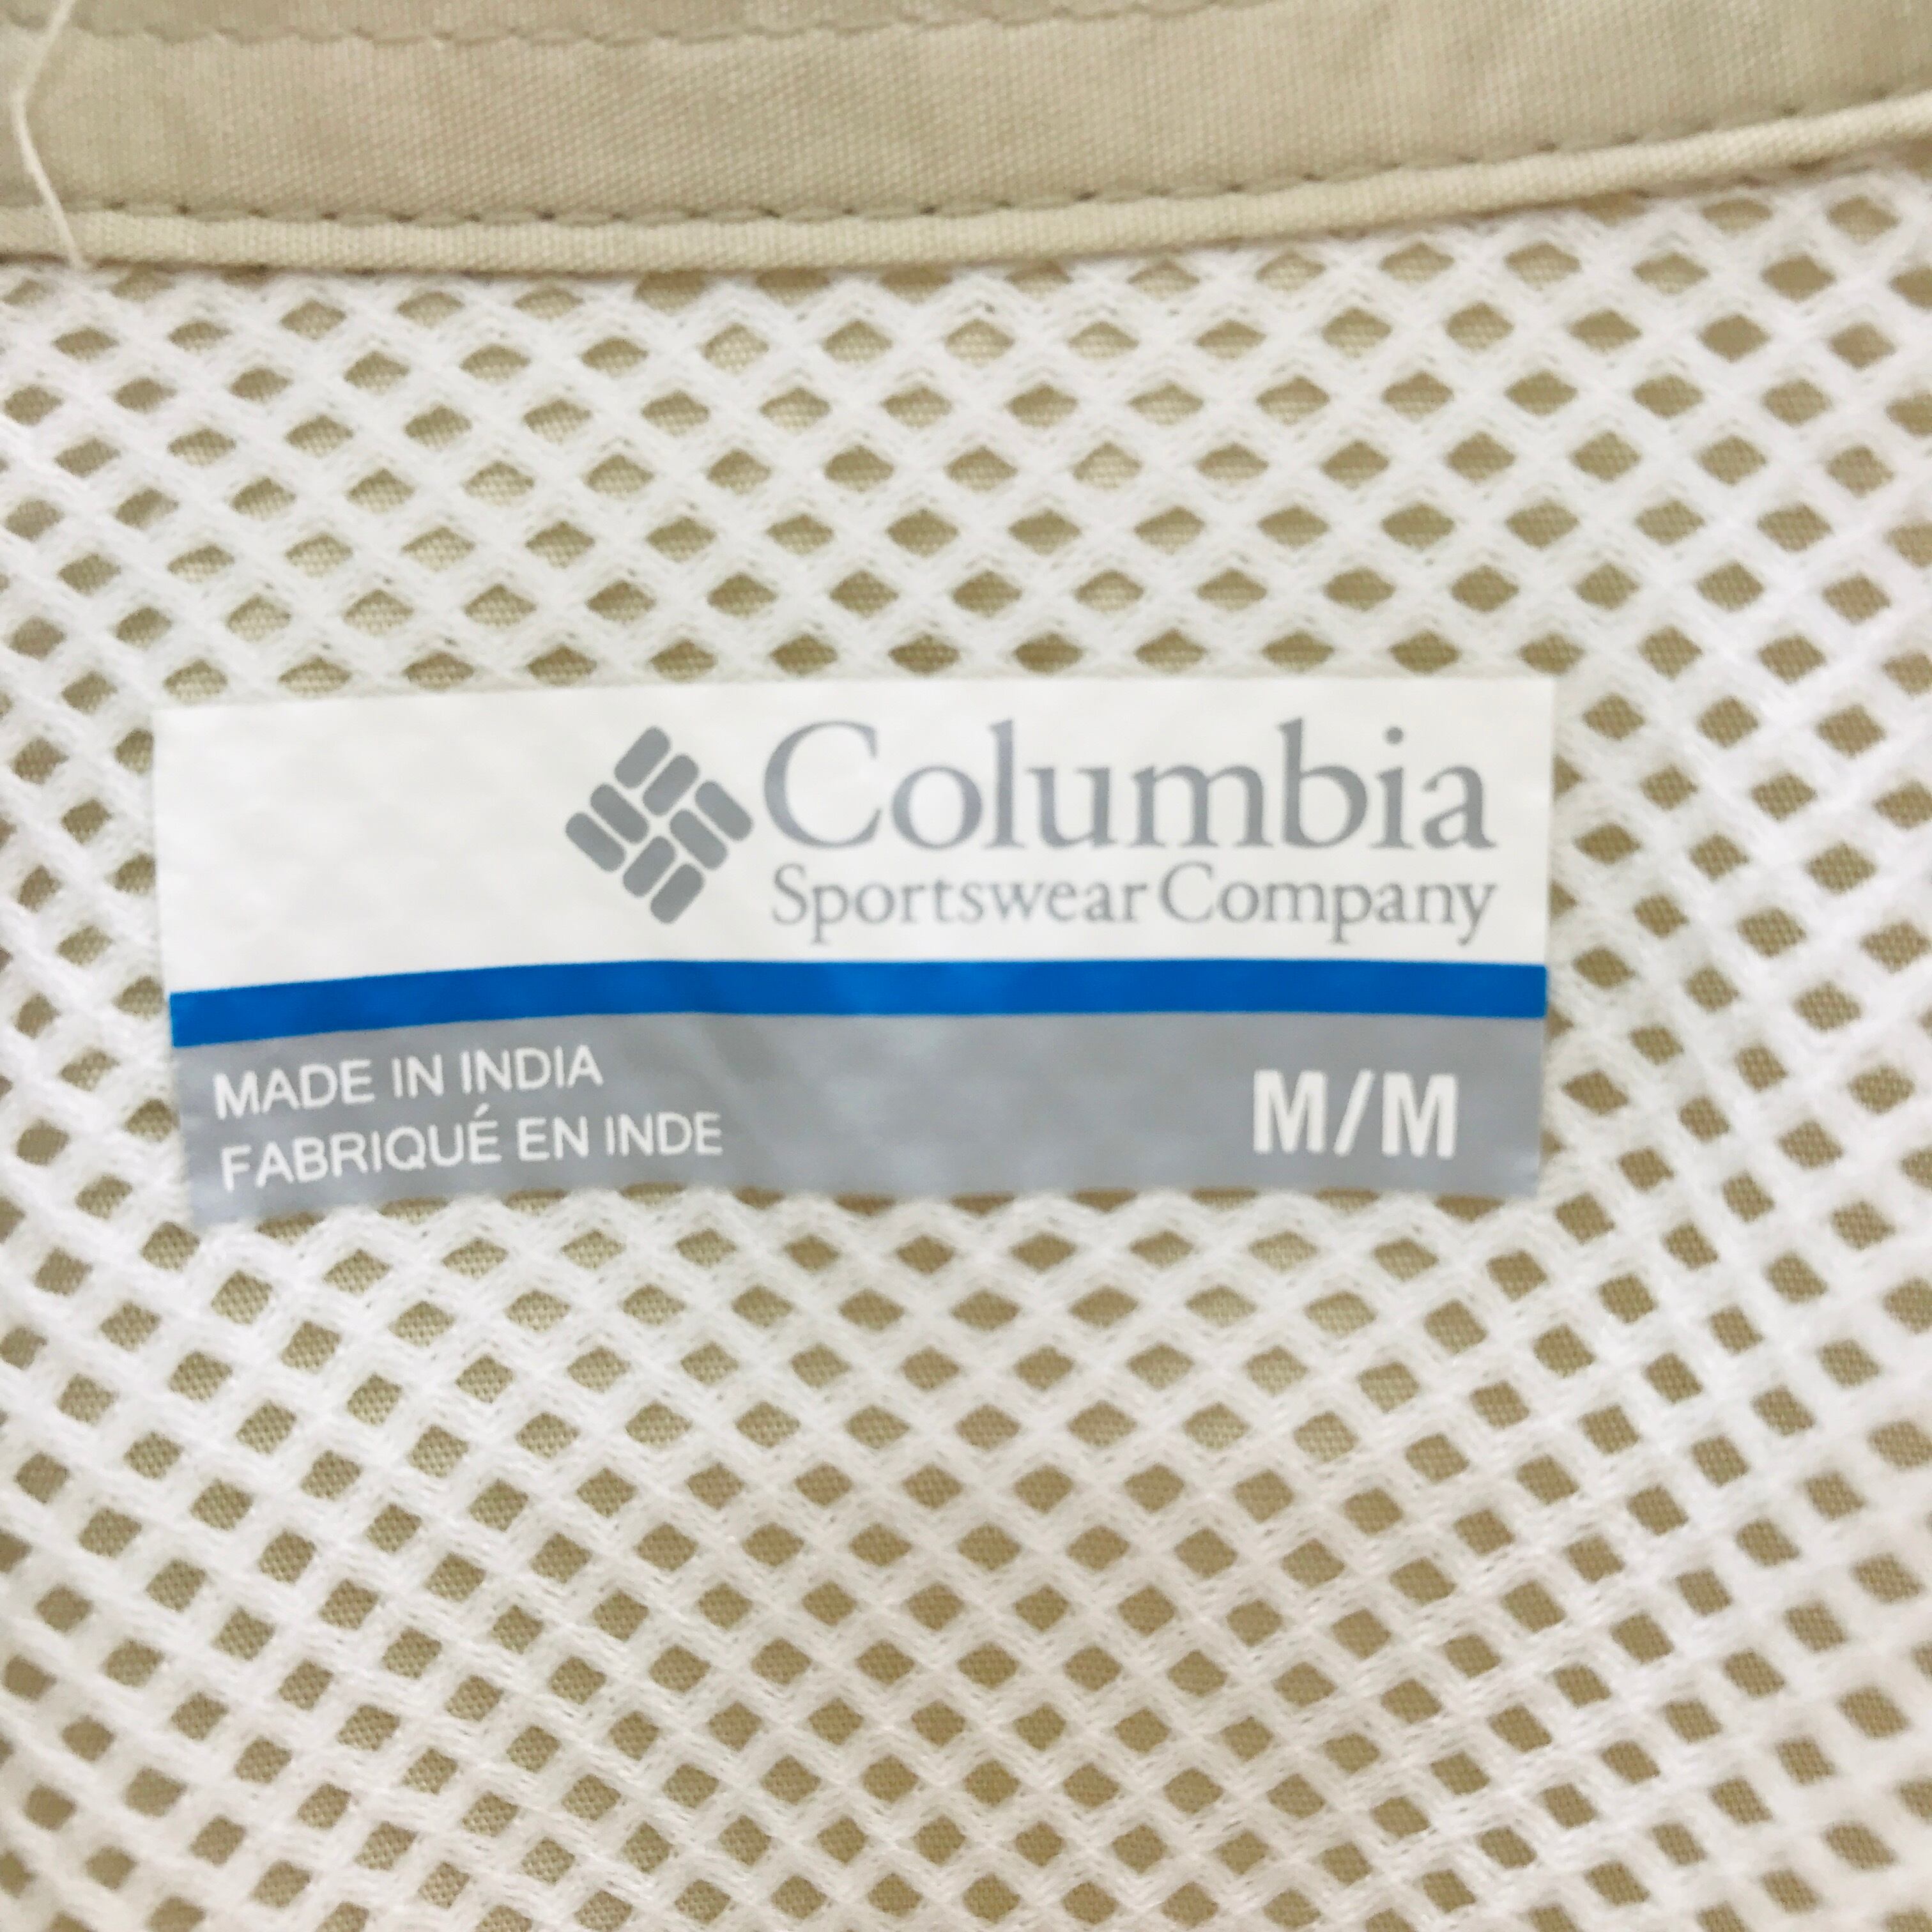 Columbia
Sportswear Company
MADE IN INDIA
FABRIQUÉ EN INDE
M/M